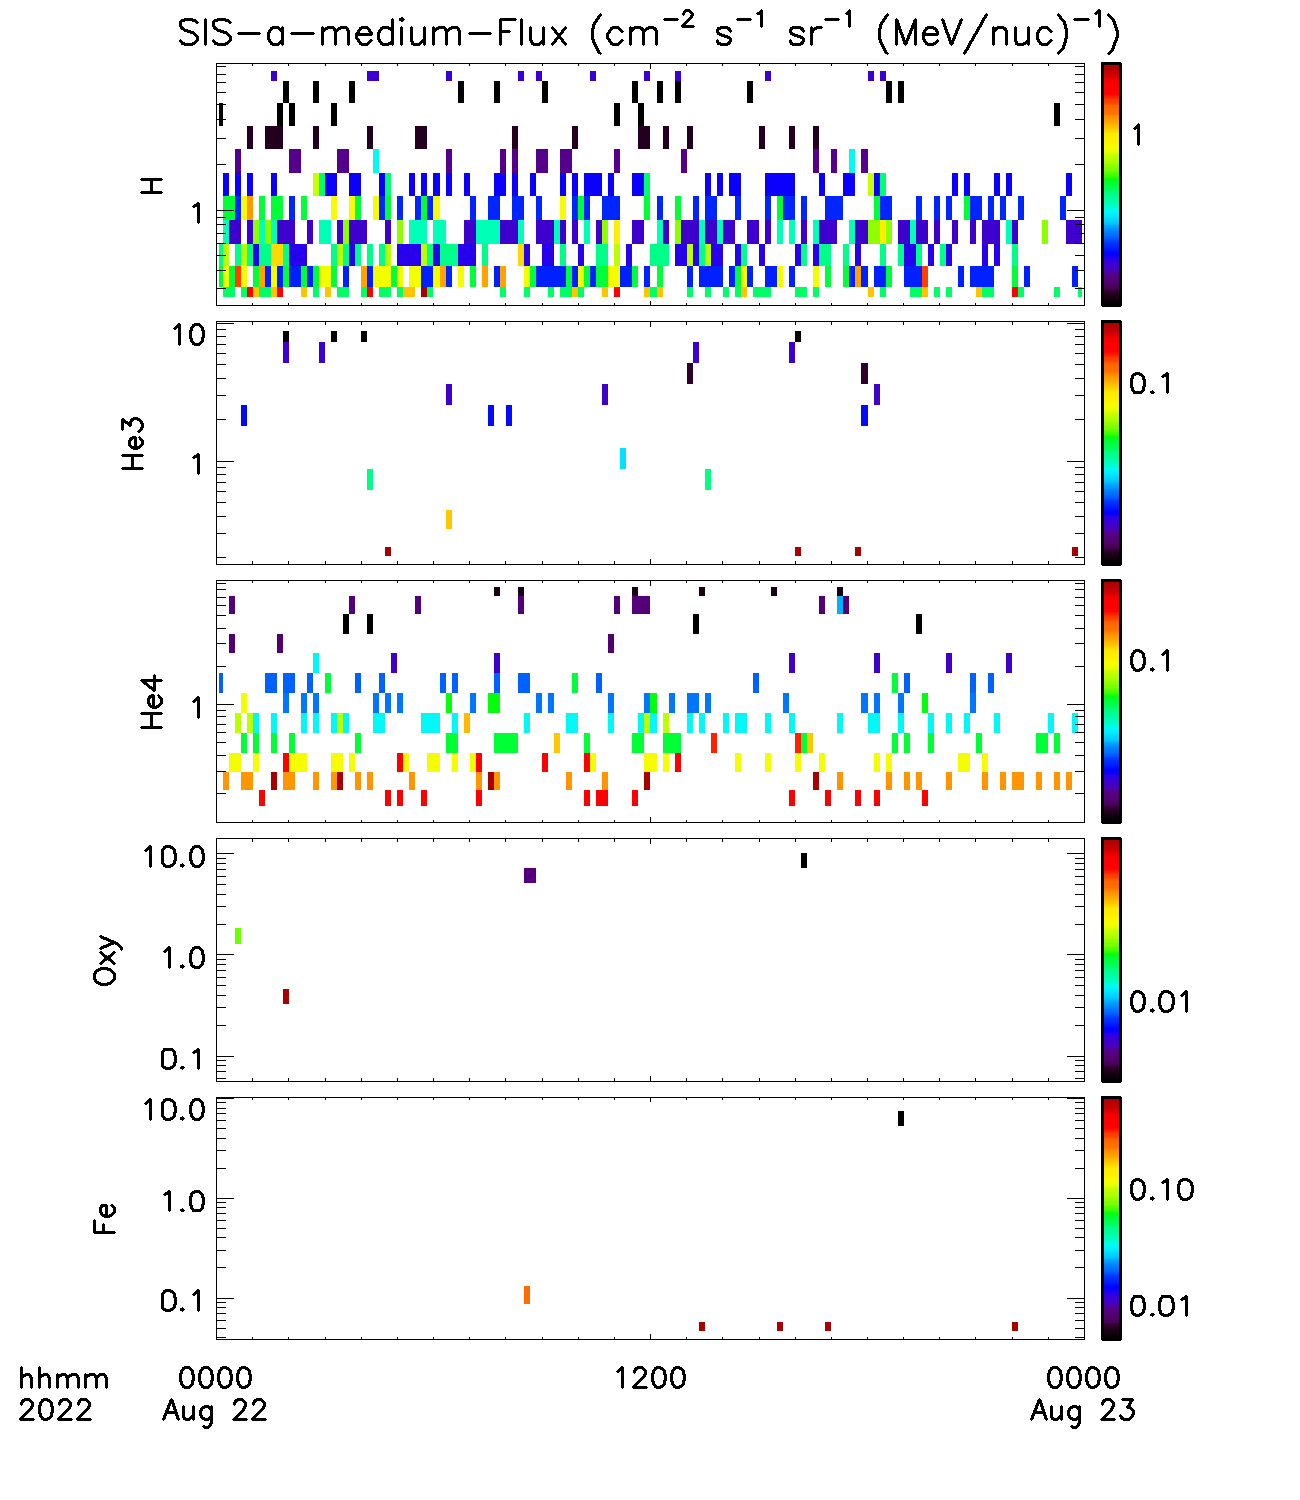 SIS-a-medium-Flux (cm⁻² s⁻¹ sr⁻¹ (MeV/nuc)⁻¹)
H
1
1
He3
10
1
0.1
He4
1
0.1
Oxy
10.0
1.0
0.1
0.01
Fe
10.0
1.0
0.1
0.10
0.01
hhmm 0000 1200 0000
2022 Aug 22 Aug 23